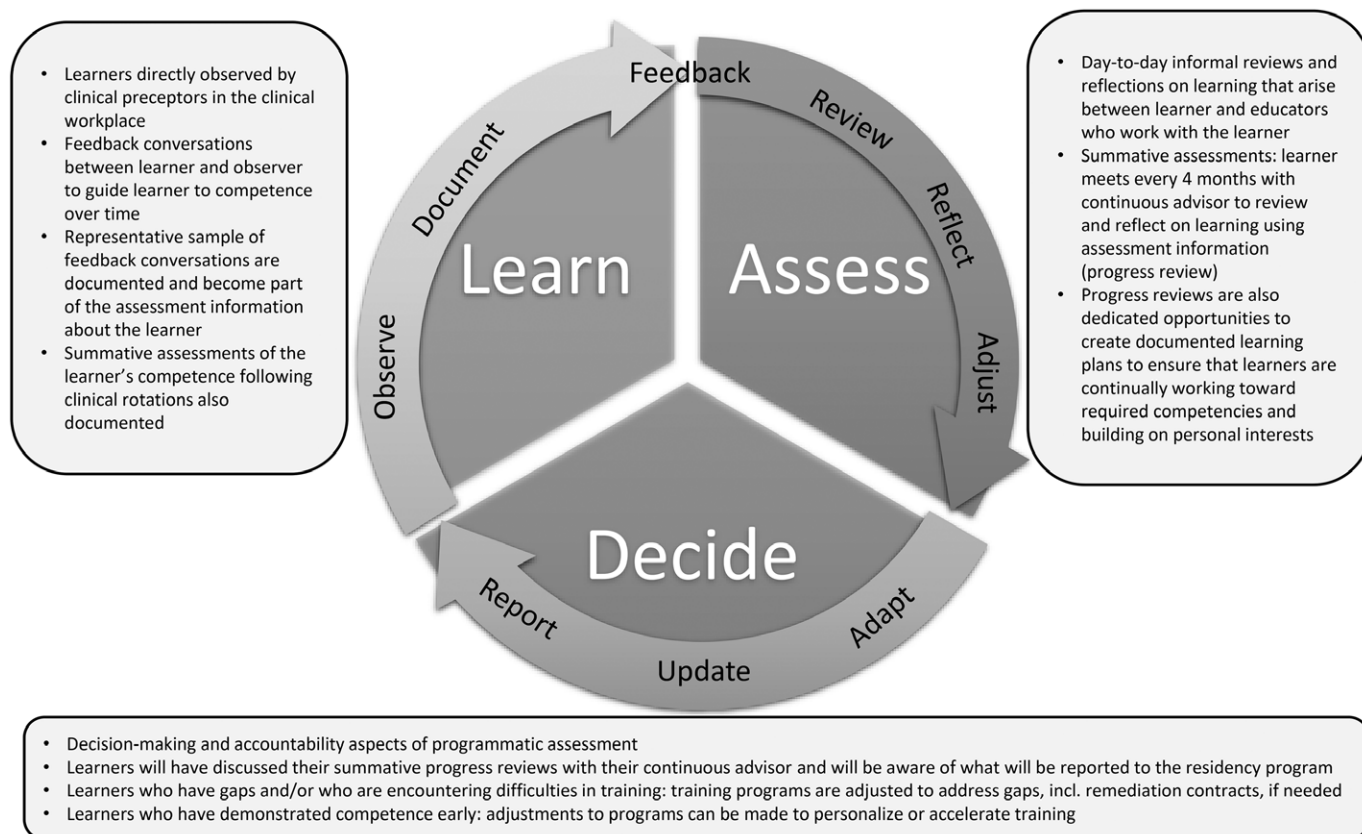 • Learners directly observed by
clinical preceptors in the clinical
workplace
• Feedback conversations
between learner and observer
to guide learner to competence
over time
• Representative sample of
feedback conversations are
documented and become part
of the assessment information
about the learner
• Summative assessments of the
learner’s competence following
clinical rotations also
documented
Observe
Document
Feedback
Learn
Review
Reflect
Adjust
Assess
• Day-to-day informal reviews and
reflections on learning that arise
between learner and educators
who work with the learner
• Summative assessments: learner
meets every 4 months with
continuous advisor to review
and reflect on learning using
assessment information
(progress review)
• Progress reviews are also
dedicated opportunities to
create documented learning
plans to ensure that learners are
continually working toward
required competencies and
building on personal interests
Decide
Adapt
Update
Report
• Decision-making and accountability aspects of programmatic assessment
• Learners will have discussed their summative progress reviews with their continuous advisor and will be aware of what will be reported to the residency program
• Learners who have gaps and/or who are encountering difficulties in training: training programs are adjusted to address gaps, incl. remediation contracts, if needed
• Learners who have demonstrated competence early: adjustments to programs can be made to personalize or accelerate training